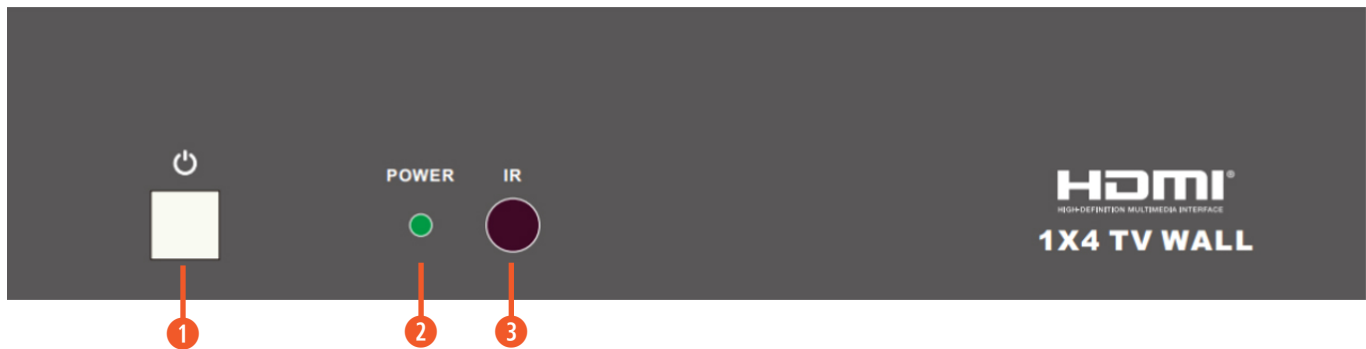 POWER IR
HDMI®
HIGH-DEFINITION MULTIMEDIA INTERFACE
1X4 TV WALL
1 2 3